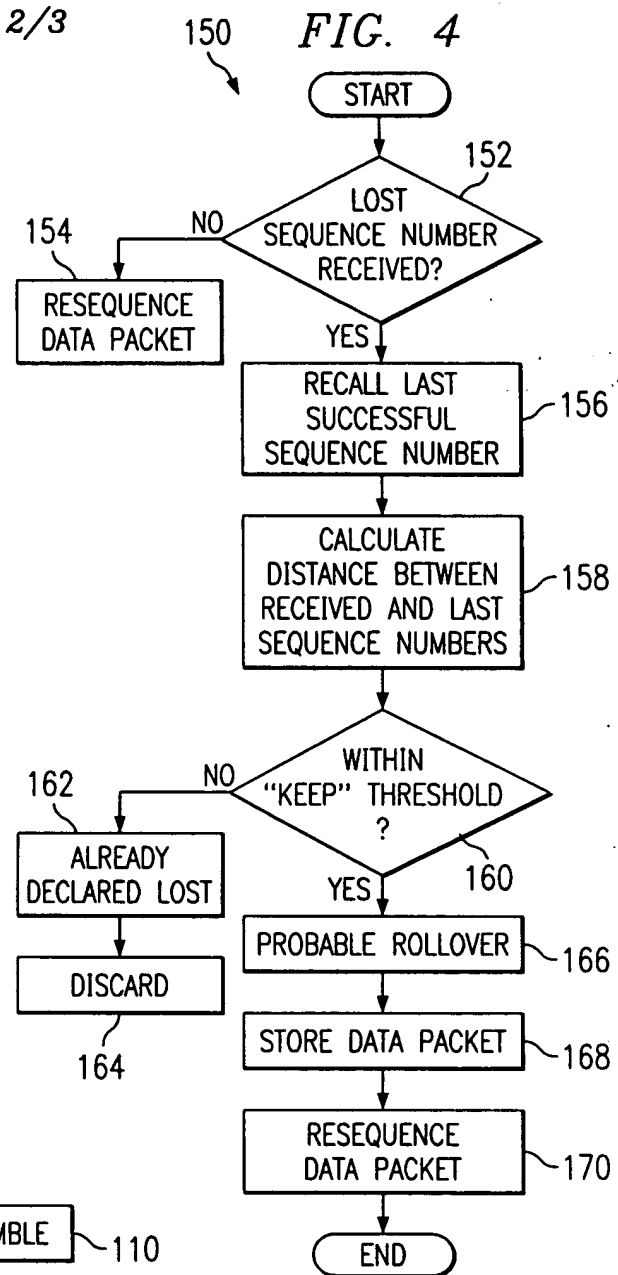 2/3
150
FIG. 4
START
152
LOST
SEQUENCE NUMBER
RECEIVED?
NO
154
RESEQUENCE
DATA PACKET
YES
RECALL LAST
SUCCESSFUL
SEQUENCE NUMBER
156
CALCULATE
DISTANCE BETWEEN
RECEIVED AND LAST
SEQUENCE NUMBERS
158
WITHIN
"KEEP" THRESHOLD
?
160
NO
162
ALREADY
DECLARED LOST
DISCARD
164
YES
PROBABLE ROLLOVER
166
STORE DATA PACKET
168
RESEQUENCE
DATA PACKET
170
END
MBLE
110